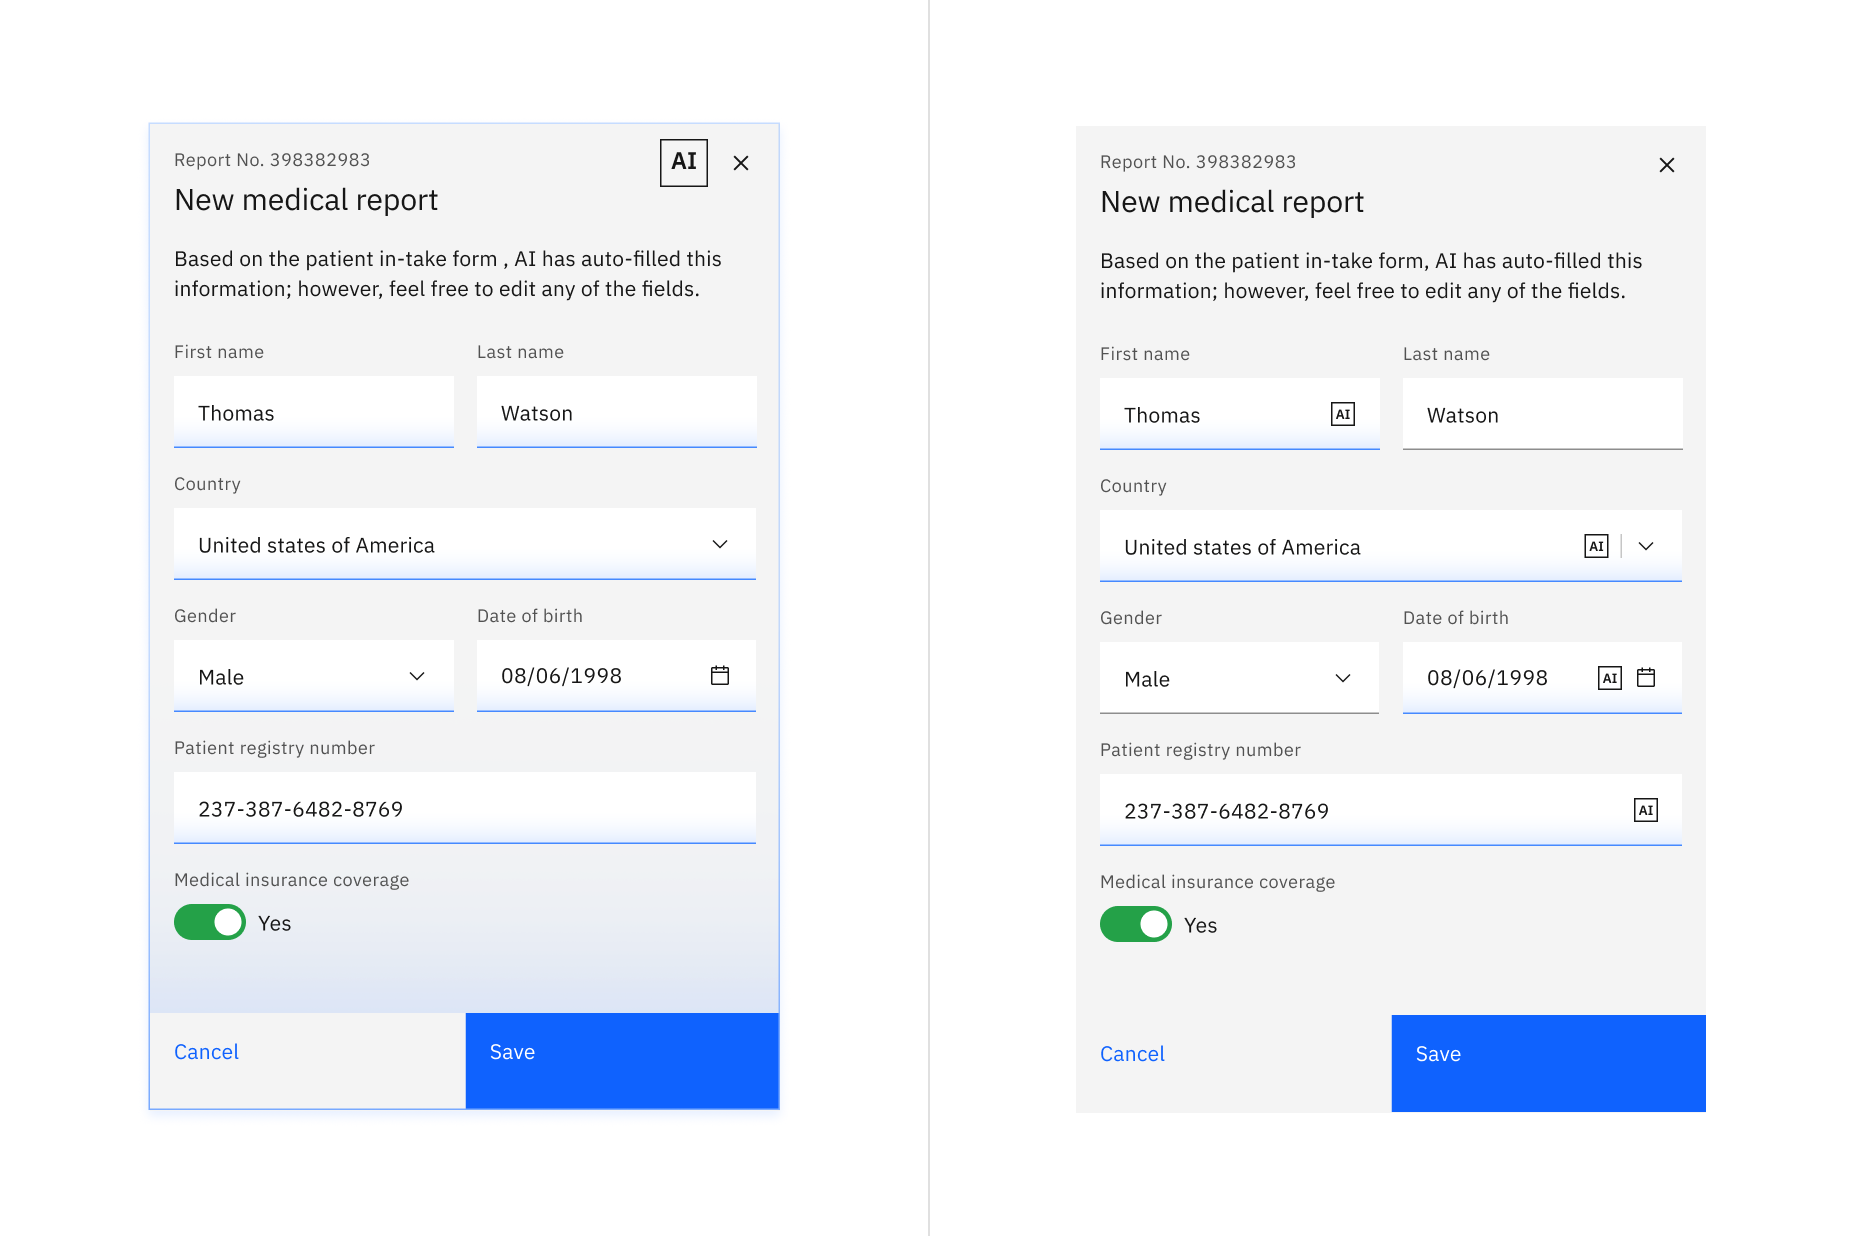 Report No. 398382983
AI
New medical report
Based on the patient in-take form , AI has auto-filled this
information; however, feel free to edit any of the fields.
First name
Last name
Thomas
Watson
Country
United states of America
Gender
Date of birth
Male
08/06/1998
Patient registry number
237-387-6482-8769
Medical insurance coverage
Yes
Cancel
Save
Report No. 398382983
New medical report
Based on the patient in-take form, AI has auto-filled this
information; however, feel free to edit any of the fields.
First name
Last name
Thomas
AI
Watson
Country
United states of America
AI
Gender
Date of birth
Male
08/06/1998
AI
Patient registry number
237-387-6482-8769
AI
Medical insurance coverage
Yes
Cancel
Save